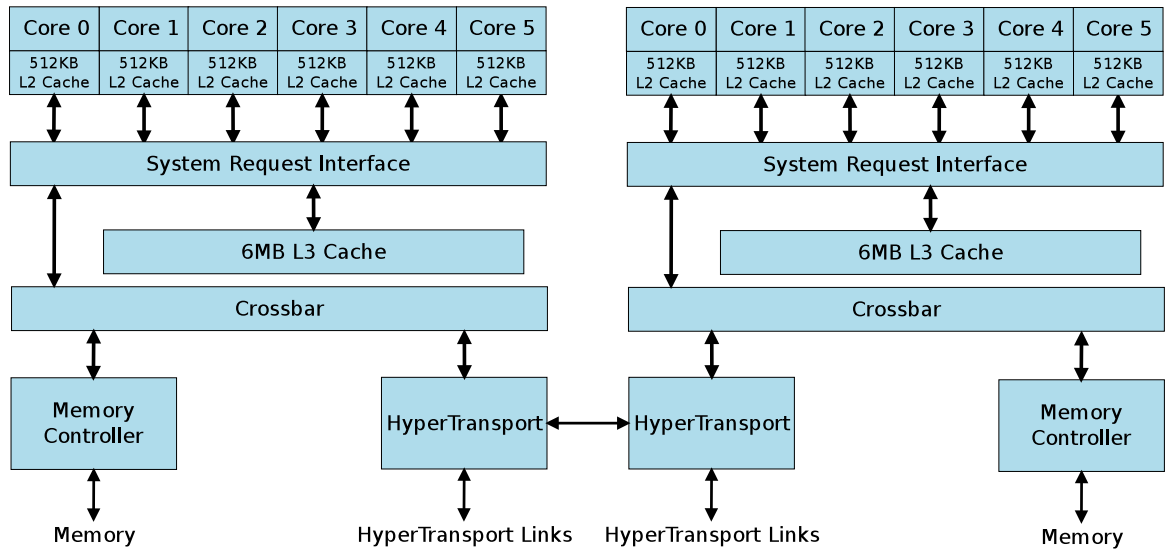 Core 0 Core 1 Core 2 Core 3 Core 4 Core 5
512KB 512KB 512KB 512KB 512KB 512KB
L2 Cache L2 Cache L2 Cache L2 Cache L2 Cache L2 Cache
System Request Interface
6MB L3 Cache
Crossbar
Memory
Controller
HyperTransport
Memory
HyperTransport Links
Core 0 Core 1 Core 2 Core 3 Core 4 Core 5
512KB 512KB 512KB 512KB 512KB 512KB
L2 Cache L2 Cache L2 Cache L2 Cache L2 Cache L2 Cache
System Request Interface
6MB L3 Cache
Crossbar
HyperTransport
Memory
Controller
HyperTransport Links
Memory